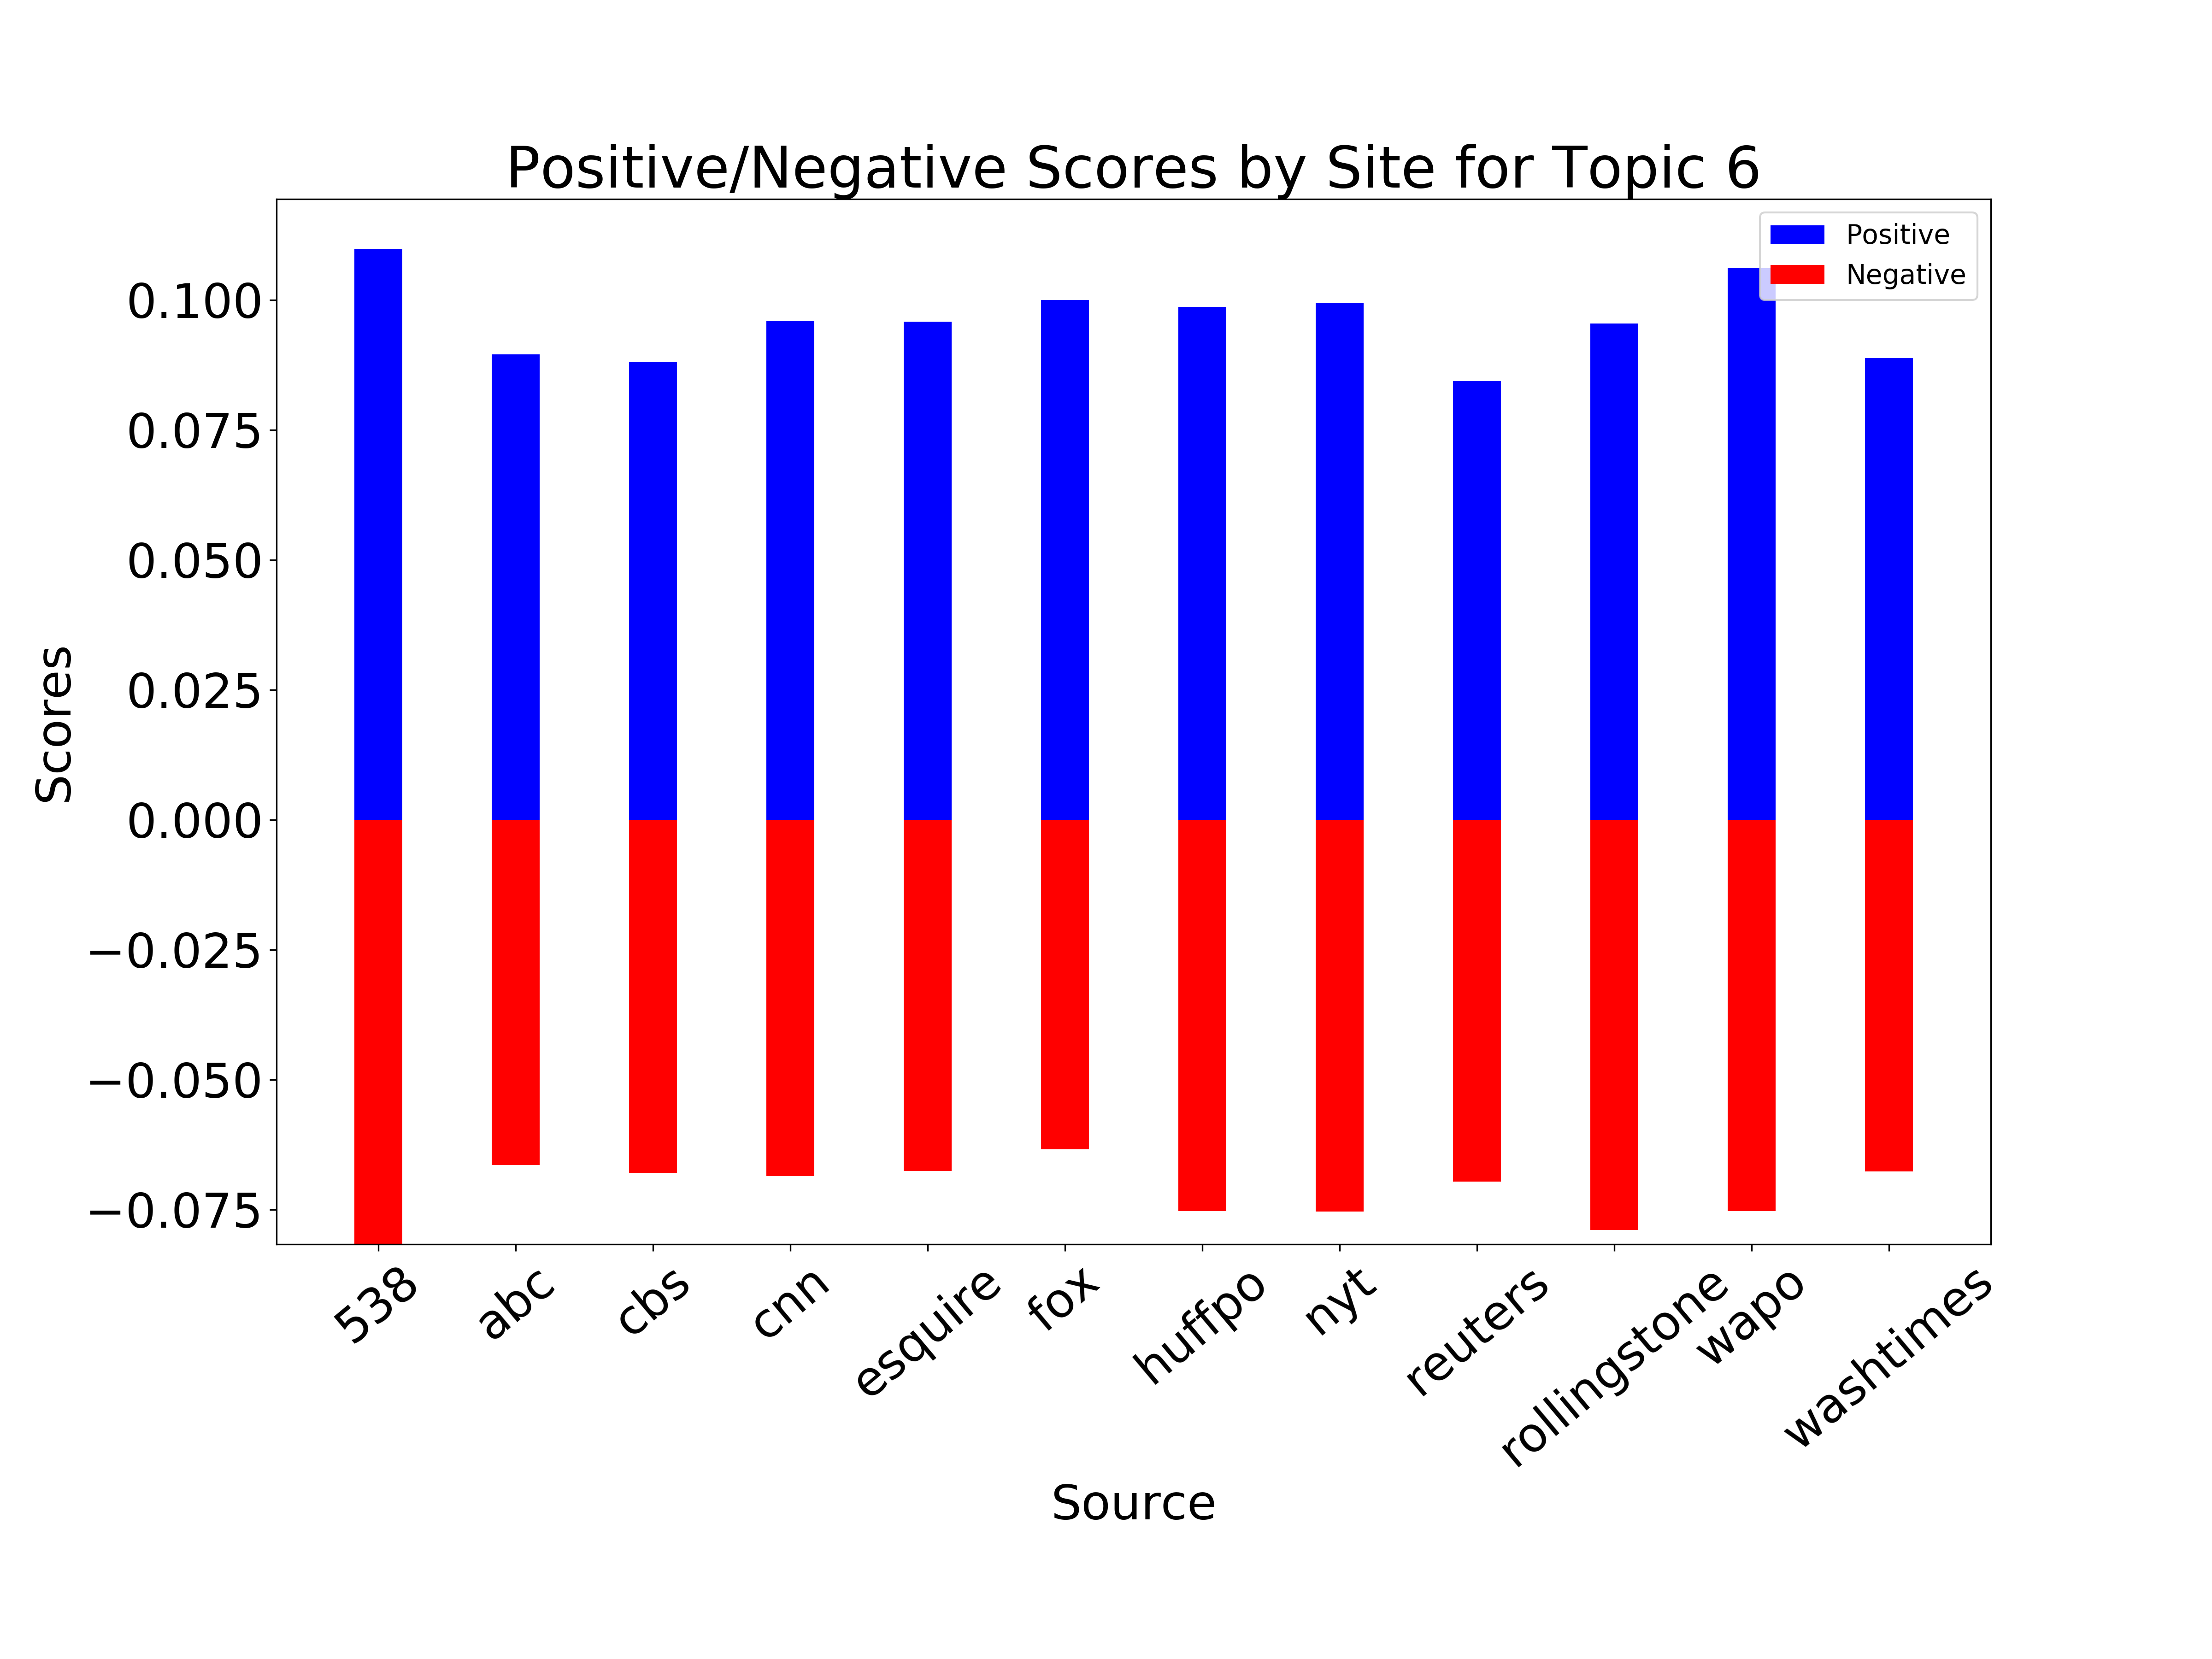 Positive/Negative Scores by Site for Topic 6
Positive
Negative
0.100
0.075
0.050
0.025
0.000
−0.025
−0.050
−0.075
Scores
538
abc
cbs
cnn
esquire
fox
huffpo
nyt
reuters
rollingstone
wapo
washtimes
Source